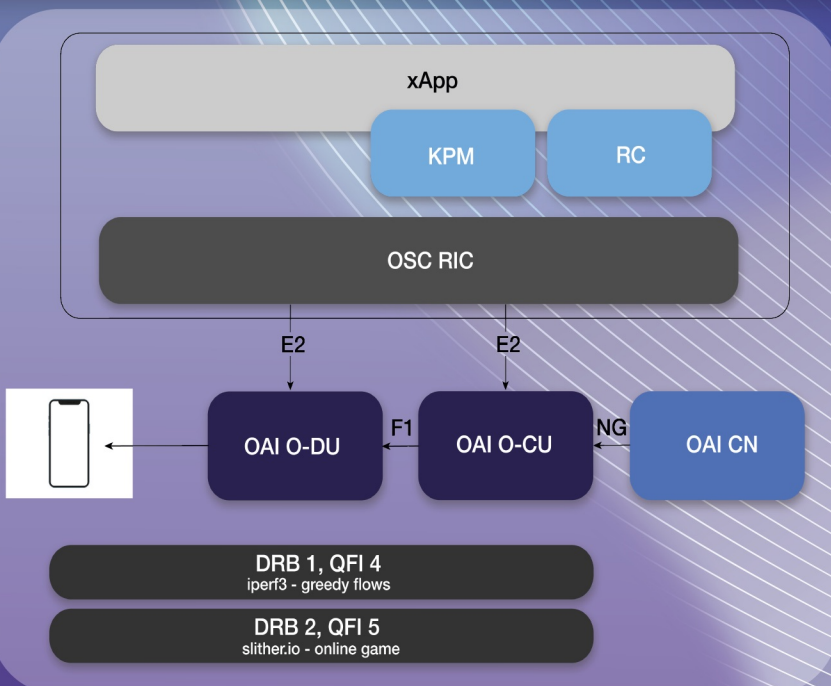 xApp
KPM
RC
OSC RIC
E2
E2
OAI O-DU
F1
OAI O-CU
NG
OAI CN
DRB 1, QFI 4
iperf3 - greedy flows
DRB 2, QFI 5
slither.io - online game